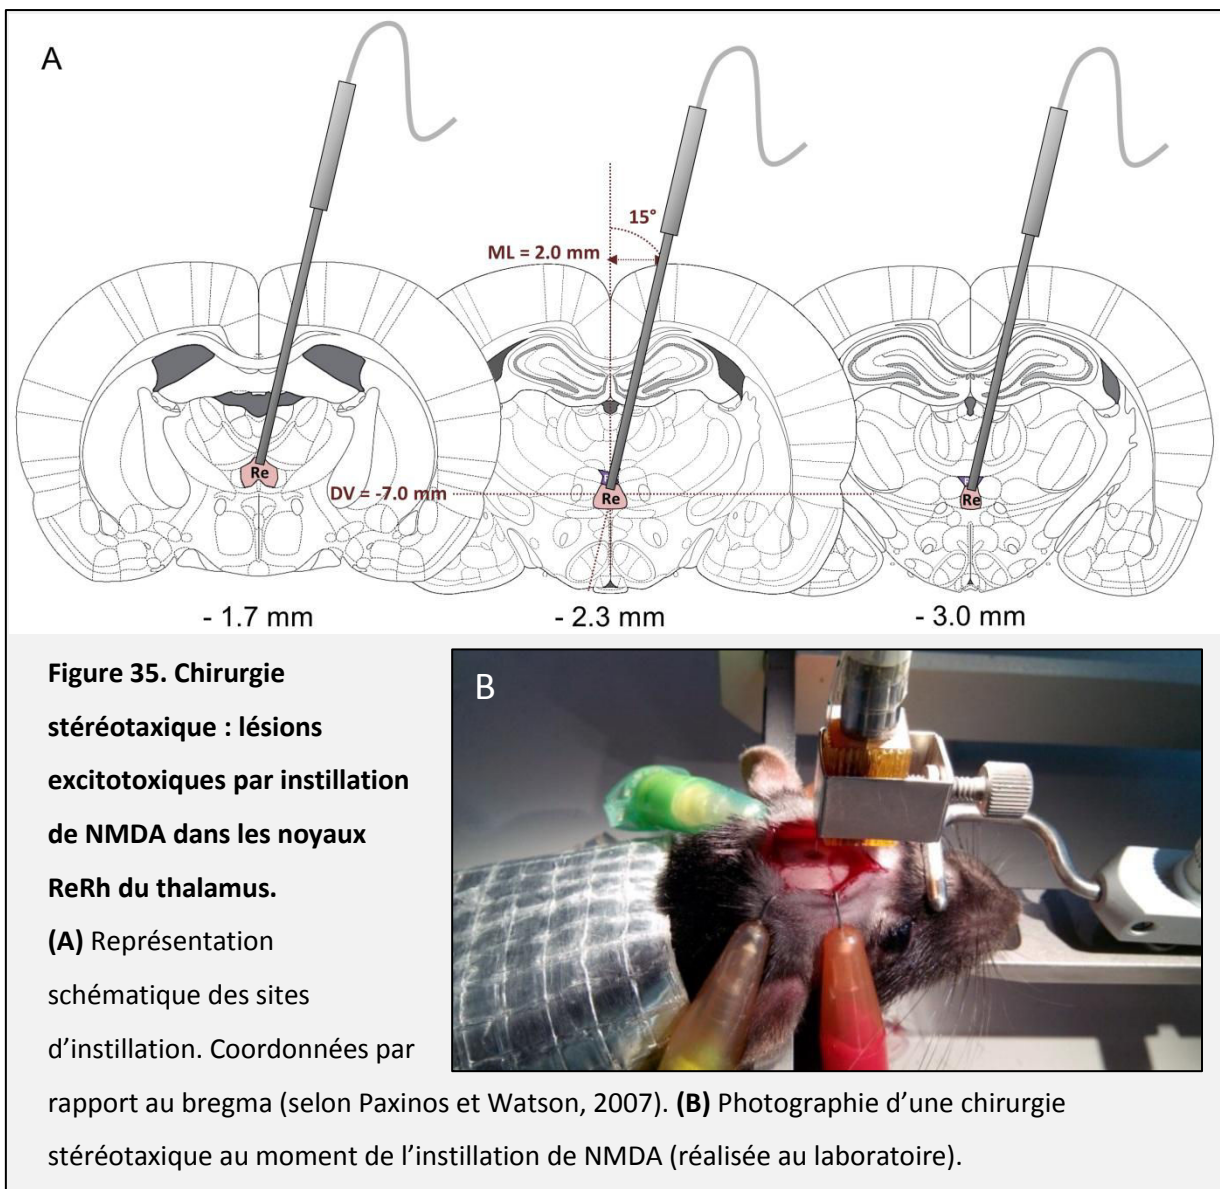 A
15°
ML = 2.0 mm
Re
DV = -7.0 mm
Re
Re
- 1.7 mm
- 2.3 mm
- 3.0 mm
Figure 35. Chirurgie
stéréotaxique : lésions
excitotoxiques par instillation
de NMDA dans les noyaux
ReRh du thalamus.
(A) Représentation
schématique des sites
d’instillation. Coordonnées par
rapport au bregma (selon Paxinos et Watson, 2007). (B) Photographie d’une chirurgie
stéréotaxique au moment de l’instillation de NMDA (réalisée au laboratoire).
B